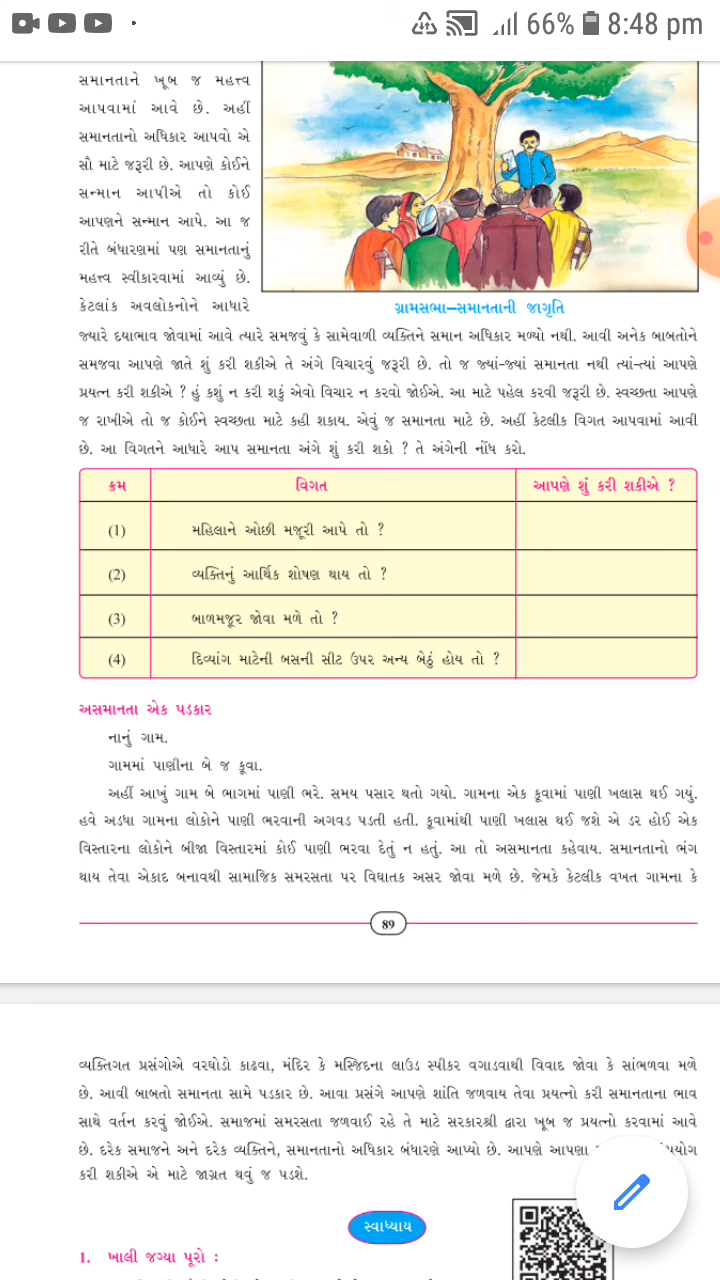 66% 8:48 pm
સમાનતાને ખૂબ જ મહત્ત્વ
આપવામાં આવે છે. અહીં
સમાનતાનો અધિકાર આપવો એ
સૌ માટે જરૂરી છે. આપણે કોઈને
સન્માન આપીએ તો કોઈ
આપણને સન્માન આપે. આ જ
રીતે બંધારણમાં પણ સમાનતાનું
મહત્ત્વ સ્વીકારવામાં આવ્યું છે.
કેટલાંક અવલોકનોને આધારે
ગ્રામસભા–સમાનતાની જાગૃતિ
જ્યારે દયાભાવ જોવામાં આવે ત્યારે સમજવું કે સામેવાળી વ્યક્તિને સમાન અધિકાર મળ્યો નથી. આવી અનેક બાબતોને
સમજવા આપણે જાતે શું કરી શકીએ તે અંગે વિચારવું જરૂરી છે. તો જ જ્યાં-જ્યાં સમાનતા નથી ત્યાં-ત્યાં આપણે
પ્રયત્ન કરી શકીએ ? હું કશું ન કરી શકું એવો વિચાર ન કરવો જોઈએ. આ માટે પહેલ કરવી જરૂરી છે. સ્વચ્છતા આપણે
જ રાખીએ તો જ કોઈને સ્વચ્છતા માટે કહી શકાય. એવું જ સમાનતા માટે છે. અહીં કેટલીક વિગત આપવામાં આવી
છે. આ વિગતને આધારે આપ સમાનતા અંગે શું કરી શકો ? તે અંગેની નોંધ કરો.
ક્રમ વિગત આપણે શું કરી શકીએ ?
(1) મહિલાને ઓછી મજૂરી આપે તો ?
(2) વ્યક્તિનું આર્થિક શોષણ થાય તો ?
(3) બાળમજૂર જોવા મળે તો ?
(4) દિવ્યાંગ માટેની બસની સીટ ઉપર અન્ય બેઠું હોય તો ?
અસમાનતા એક પડકાર
નાનું ગામ.
ગામમાં પાણીના બે જ કૂવા.
અહીં આખું ગામ બે ભાગમાં પાણી ભરે. સમય પસાર થતો ગયો. ગામના એક કૂવામાં પાણી ખલાસ થઈ ગયું.
હવે અડધા ગામના લોકોને પાણી ભરવાની અગવડ પડતી હતી. કૂવામાંથી પાણી ખલાસ થઈ જશે એ ડર હોઈ એક
વિસ્તારના લોકોને બીજા વિસ્તારમાં કોઈ પાણી ભરવા દેતું ન હતું. આ તો અસમાનતા કહેવાય. સમાનતાનો ભંગ
થાય તેવા એકાદ બનાવથી સામાજિક સમરસતા પર વિઘાતક અસર જોવા મળે છે. જેમકે કેટલીક વખત ગામના કે
89
વ્યક્તિગત પ્રસંગોએ વરઘોડો કાઢવા, મંદિર કે મસ્જિદના લાઉડ સ્પીકર વગાડવાથી વિવાદ જોવા કે સાંભળવા મળે
છે. આવી બાબતો સમાનતા સામે પડકાર છે. આવા પ્રસંગે આપણે શાંતિ જળવાય તેવા પ્રયત્નો કરી સમાનતાના ભાવ
સાથે વર્તન કરવું જોઈએ. સમાજમાં સમરસતા જળવાઈ રહે તે માટે સરકારશ્રી દ્વારા ખૂબ જ પ્રયત્નો કરવામાં આવે
છે. દરેક સમાજને અને દરેક વ્યક્તિને, સમાનતાનો અધિકાર બંધારણે આપ્યો છે. આપણે આપણા
કરી શકીએ એ માટે જાગ્રત થવું જ પડશે.
સ્વાધ્યાય
1. ખાલી જગ્યા પૂરો :